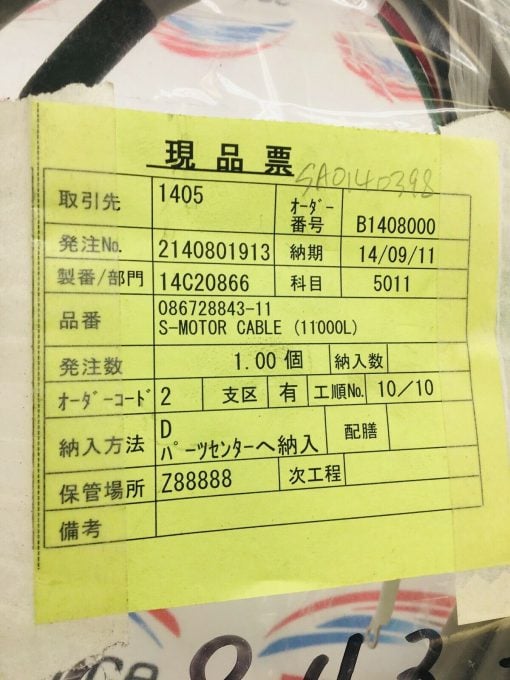 現品票
SA0140398
取引先 1405 オーダー番号 B1408000
発注No. 2140801913 納期 14/09/11
製番/部門 14C20866 科目 5011
品番 086728843-11
S-MOTOR CABLE (11000L)
発注数 1.00 個 納入数
オーダーコード 2 支区 有 工順No. 10/10
納入方法 D
パーツセンターへ納入 配膳
保管場所 Z88888 次工程
備考
843